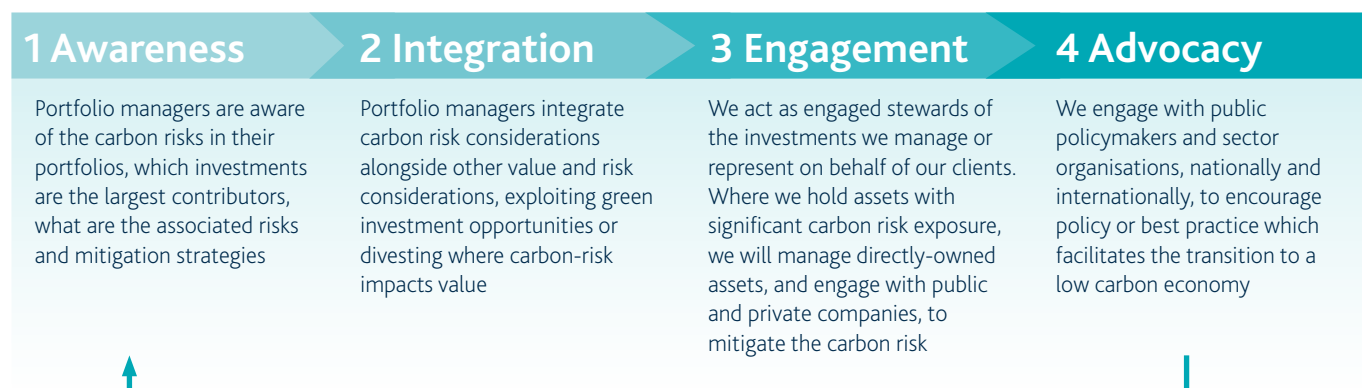 1 Awareness
Portfolio managers are aware
of the carbon risks in their
portfolios, which investments
are the largest contributors,
what are the associated risks
and mitigation strategies
2 Integration
Portfolio managers integrate
carbon risk considerations
alongside other value and risk
considerations, exploiting green
investment opportunities or
divesting where carbon-risk
impacts value
3 Engagement
We act as engaged stewards of
the investments we manage or
represent on behalf of our clients.
Where we hold assets with
significant carbon risk exposure,
we will manage directly-owned
assets, and engage with public
and private companies, to
mitigate the carbon risk
4 Advocacy
We engage with public
policymakers and sector
organisations, nationally and
internationally, to encourage
policy or best practice which
facilitates the transition to a
low carbon economy